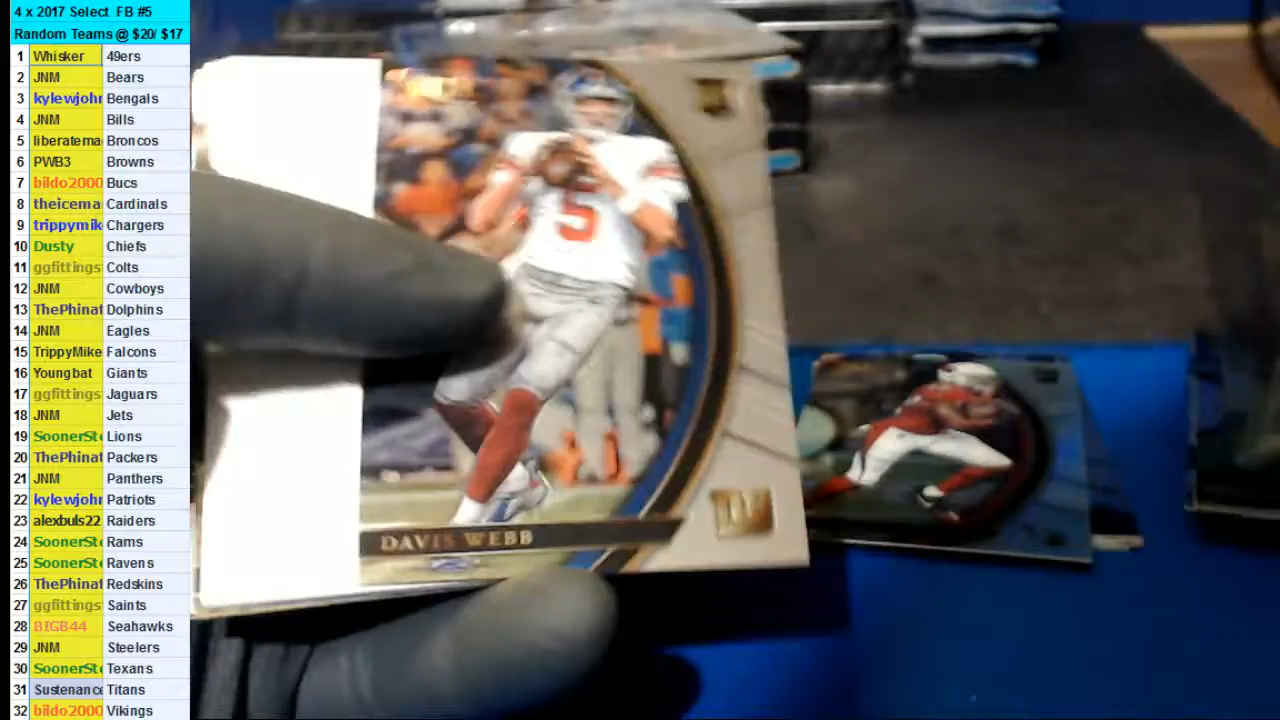 4 x 2017 Select FB #5
Random Teams @ $20/ $17
1 Whisker 49ers
2 JNM Bears
3 kylewjohr Bengals
4 JNM Bills
5 liberatema Broncos
6 PWB3 Browns
7 bildo2000 Bucs
8 theicema Cardinals
9 trippymik Chargers
10 Dusty Chiefs
11 ggfittings Colts
12 JNM Cowboys
13 ThePhinat Dolphins
14 JNM Eagles
15 TrippyMike Falcons
16 Youngbat Giants
17 ggfittings Jaguars
18 JNM Jets
19 SoonerSt Lions
20 ThePhinat Packers
21 JNM Panthers
22 kylewjohr Patriots
23 alexbuls22 Raiders
24 SoonerSt Rams
25 SoonerSt Ravens
26 ThePhinat Redskins
27 ggfittings Saints
28 BIGB44 Seahawks
29 JNM Steelers
30 SoonerSt Texans
31 Sustenance Titans
32 bildo2000 Vikings
5
DAVIS WEBB